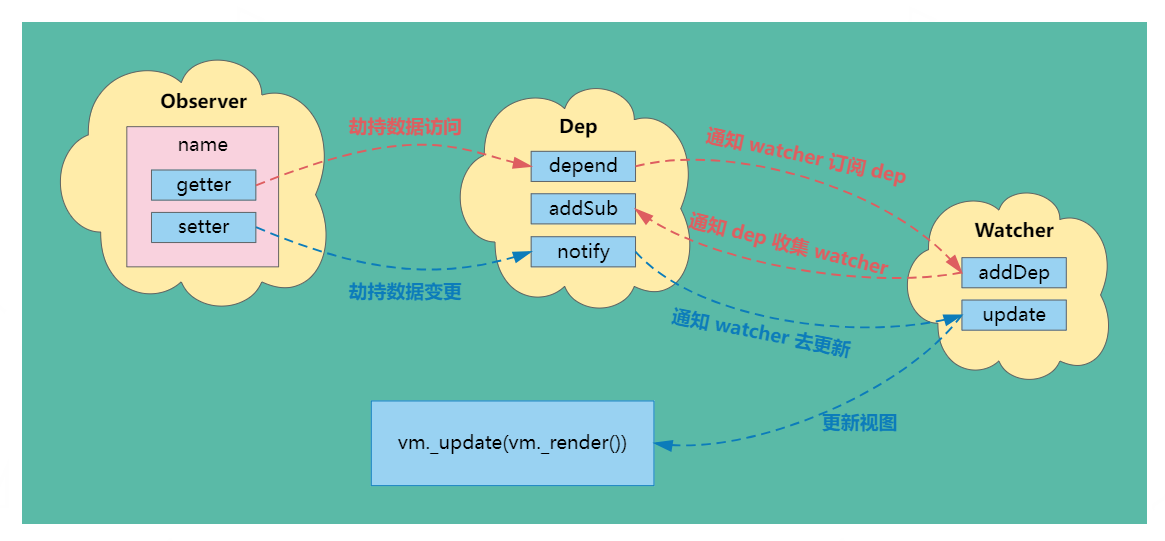 Observer
name
getter
setter
劫持数据访问
劫持数据变更
Dep
depend
addSub
notify
通知 watcher 订阅 dep
通知 dep 收集 watcher
通知 watcher 去更新
Watcher
addDep
update
更新视图
vm._update(vm._render())